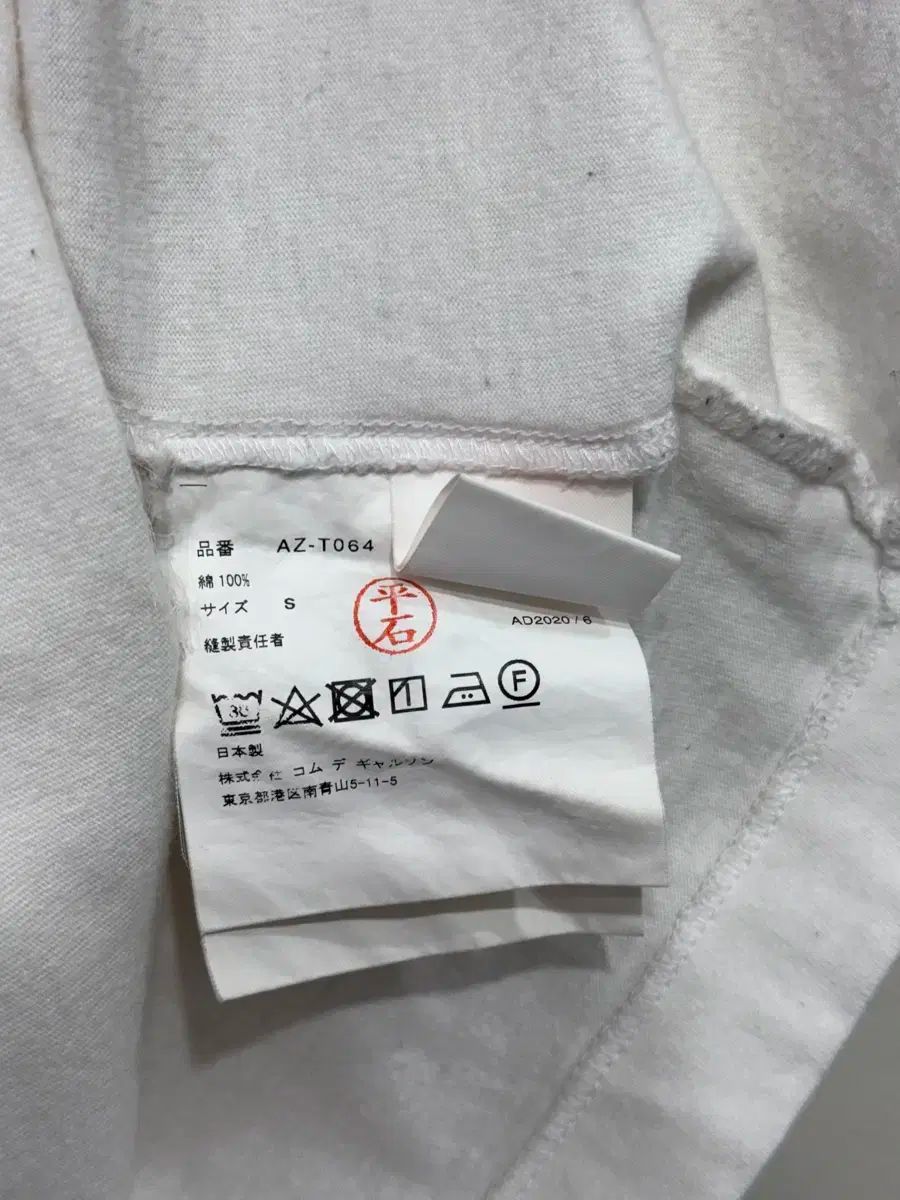 品番 AZ-T064
綿 100%
サイズ S
平石
縫製責任者
AD2020/6
30
F
日本製
株式会社 コム デ ギャルソン
東京都港区南青山5-11-5